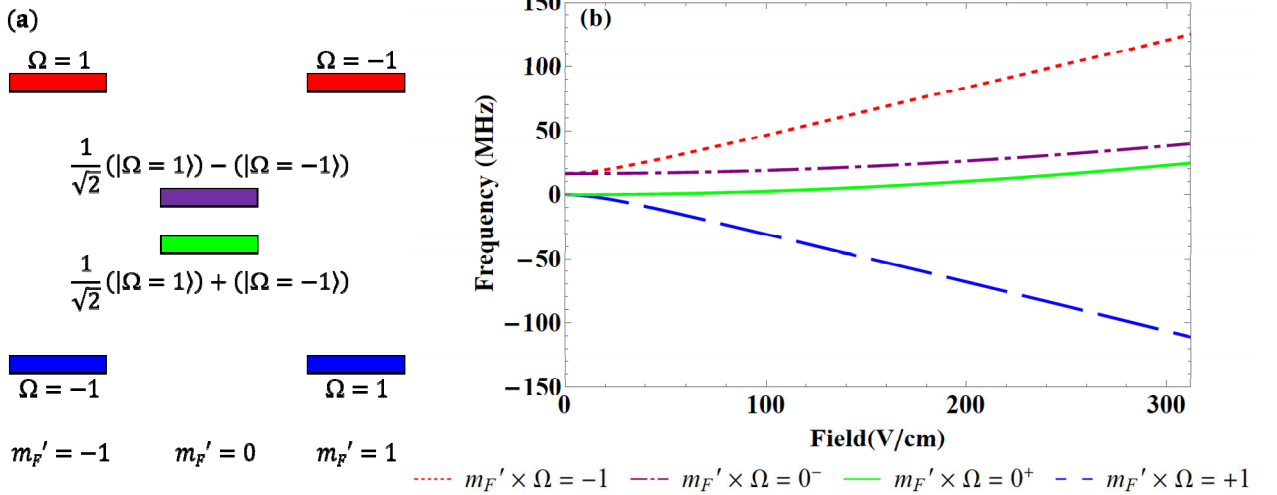 (a)
Ω = 1
Ω = −1
1/√2 (|Ω = 1⟩) − (|Ω = −1⟩)
1/√2 (|Ω = 1⟩) + (|Ω = −1⟩)
Ω = −1
Ω = 1
m_F' = −1
m_F' = 0
m_F' = 1
(b)
Frequency (MHz)
150
100
50
0
−50
−100
−150
0
100
200
300
Field(V/cm)
m_F' × Ω = −1
m_F' × Ω = 0⁻
m_F' × Ω = 0⁺
m_F' × Ω = +1